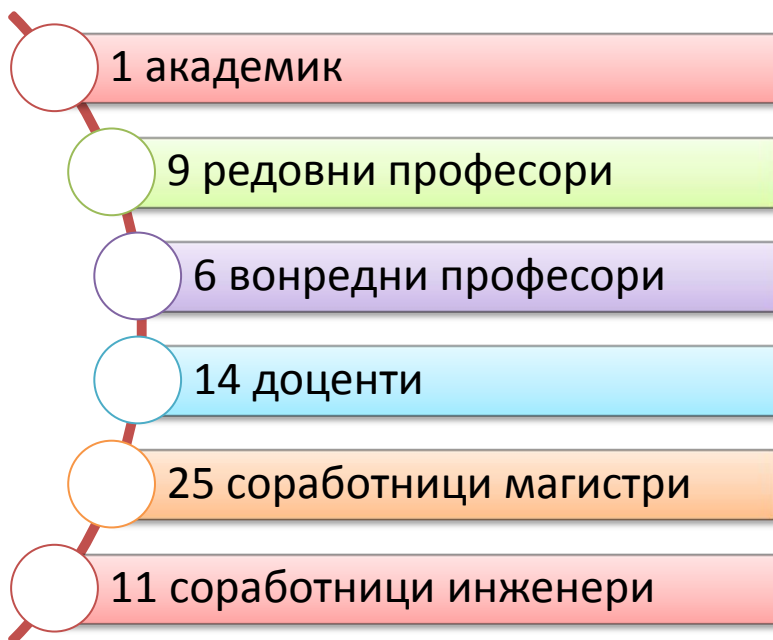 1 академик
9 редовни професори
6 вонредни професори
14 доценти
25 соработници магистри
11 соработници инженери